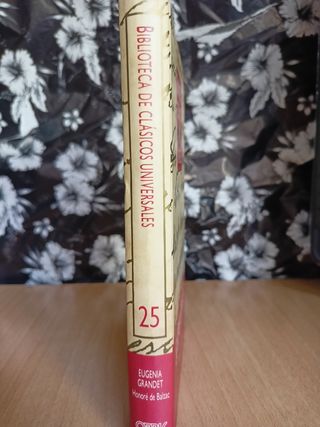 BIBLIOTECA DE CLÁSICOS UNIVERSALES
25
EUGENIA
GRANDET
Honoré de Balzac